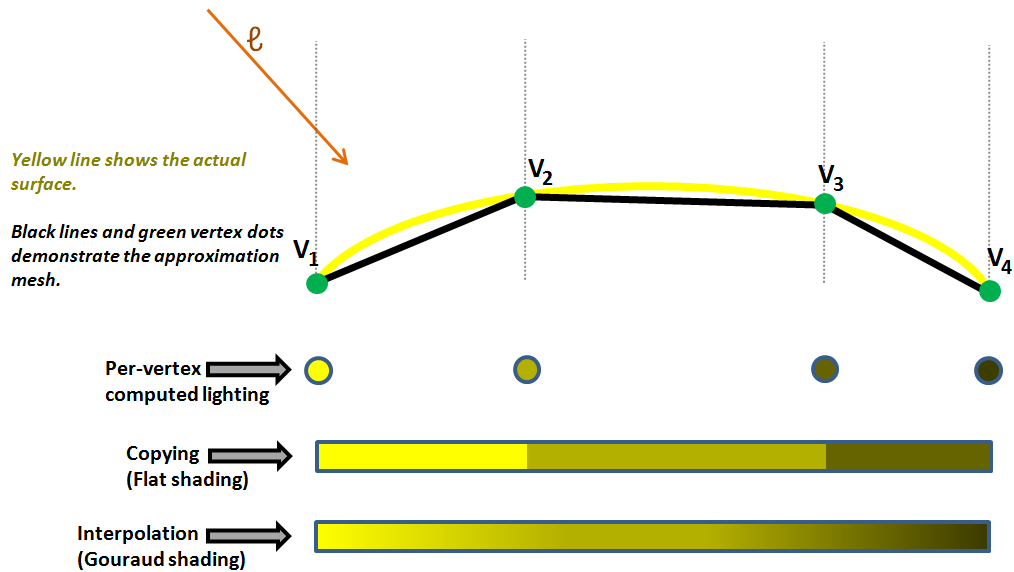 ℓ
Yellow line shows the actual
surface.
Black lines and green vertex dots
demonstrate the approximation
mesh.
V1
V2
V3
V4
Per-vertex
computed lighting
Copying
(Flat shading)
Interpolation
(Gouraud shading)